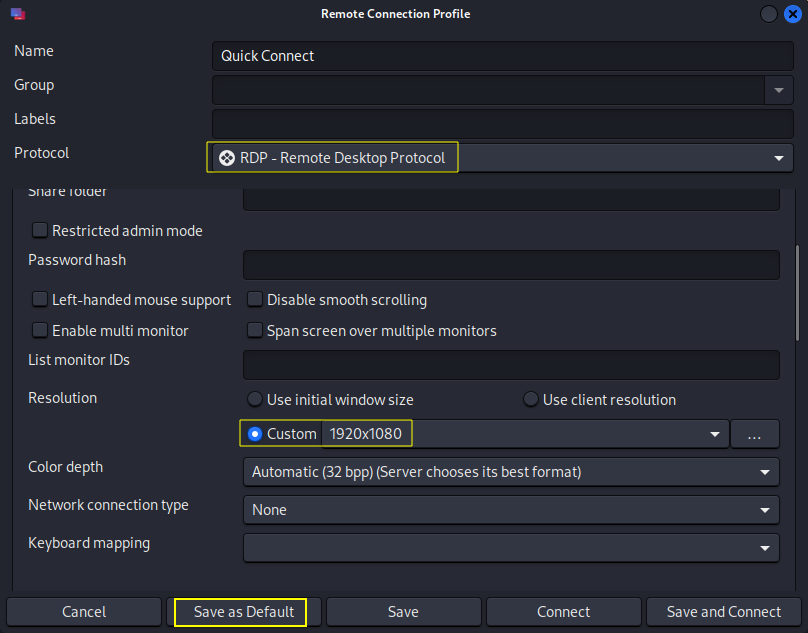 Remote Connection Profile
Name Quick Connect
Group
Labels
Protocol RDP - Remote Desktop Protocol
Share folder
Restricted admin mode
Password hash
Left-handed mouse support Disable smooth scrolling
Enable multi monitor Span screen over multiple monitors
List monitor IDs
Resolution Use initial window size Use client resolution
Custom 1920x1080 ...
Color depth Automatic (32 bpp) (Server chooses its best format)
Network connection type None
Keyboard mapping
Cancel Save as Default Save Connect Save and Connect